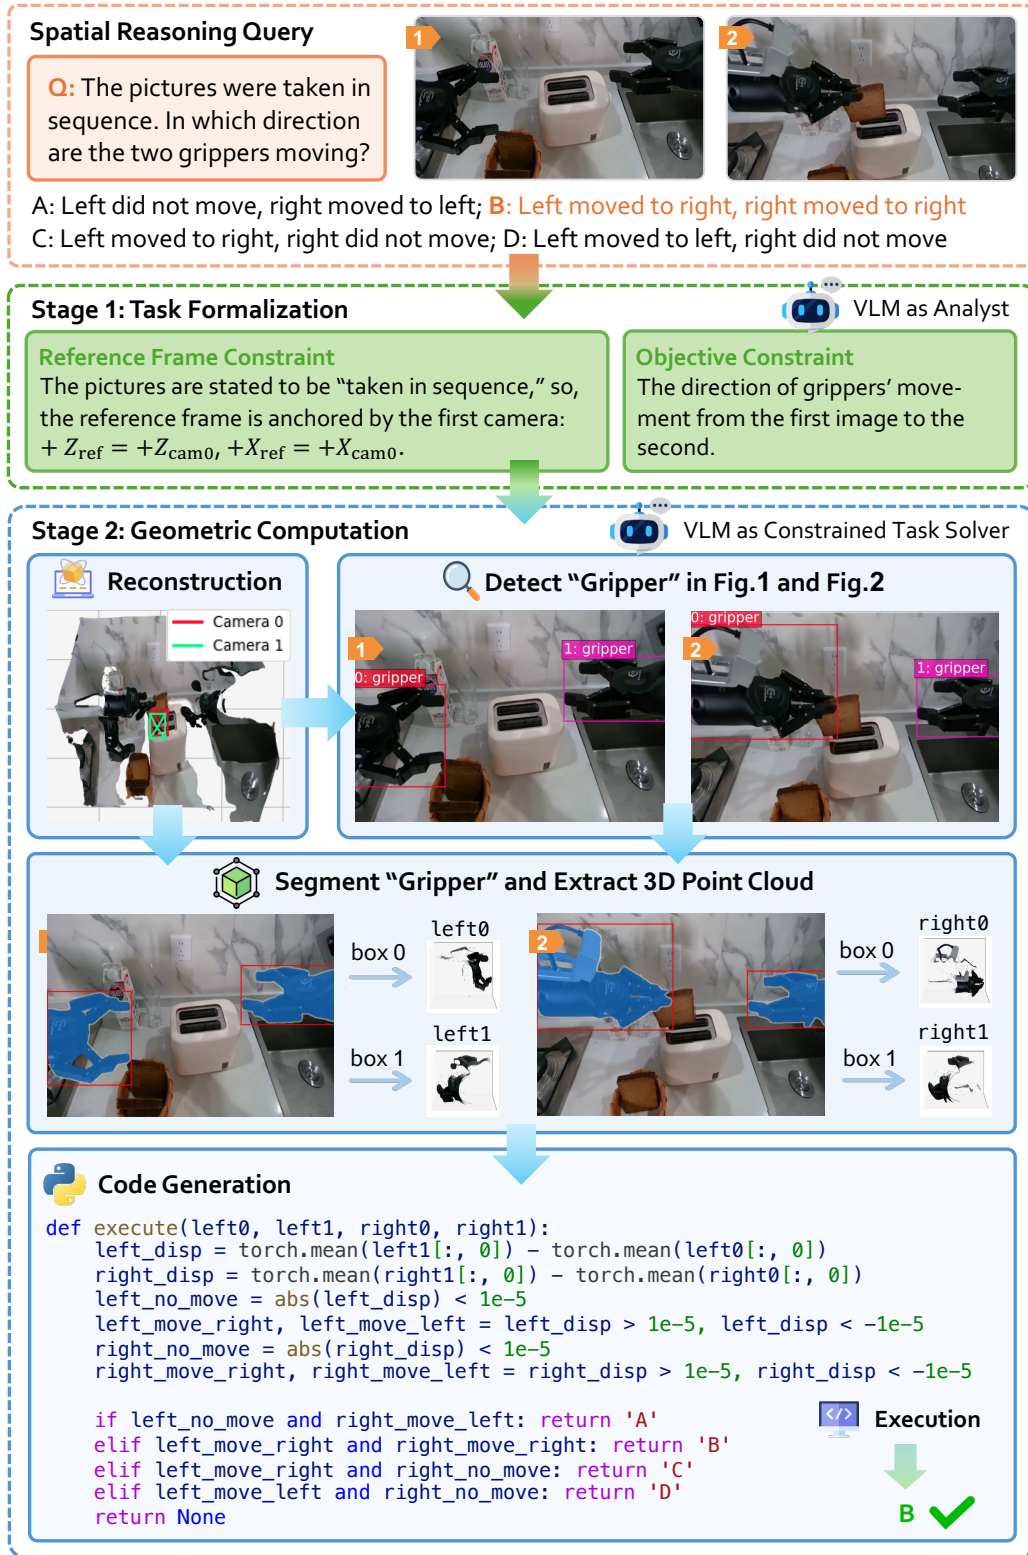 Spatial Reasoning Query
Q: The pictures were taken in
sequence. In which direction
are the two grippers moving?
1
2
A: Left did not move, right moved to left; B: Left moved to right, right moved to right
C: Left moved to right, right did not move; D: Left moved to left, right did not move
Stage 1: Task Formalization
VLM as Analyst
Reference Frame Constraint
The pictures are stated to be “taken in sequence,” so,
the reference frame is anchored by the first camera:
+ Z_ref = +Z_cam0, +X_ref = +X_cam0.
Objective Constraint
The direction of grippers’ move-
ment from the first image to the
second.
Stage 2: Geometric Computation
VLM as Constrained Task Solver
Reconstruction
Camera 0
Camera 1
Detect “Gripper” in Fig.1 and Fig.2
1
0: gripper
1: gripper
2
0: gripper
1: gripper
Segment “Gripper” and Extract 3D Point Cloud
box 0
left0
box 1
left1
2
box 0
right0
box 1
right1
Code Generation
def execute(left0, left1, right0, right1):
left_disp = torch.mean(left1[:, 0]) − torch.mean(left0[:, 0])
right_disp = torch.mean(right1[:, 0]) − torch.mean(right0[:, 0])
left_no_move = abs(left_disp) < 1e-5
left_move_right, left_move_left = left_disp > 1e-5, left_disp < −1e-5
right_no_move = abs(right_disp) < 1e-5
right_move_right, right_move_left = right_disp > 1e-5, right_disp < −1e-5
if left_no_move and right_move_left: return 'A'
elif left_move_right and right_move_right: return 'B'
elif left_move_right and right_no_move: return 'C'
elif left_move_left and right_no_move: return 'D'
return None
</> Execution
B